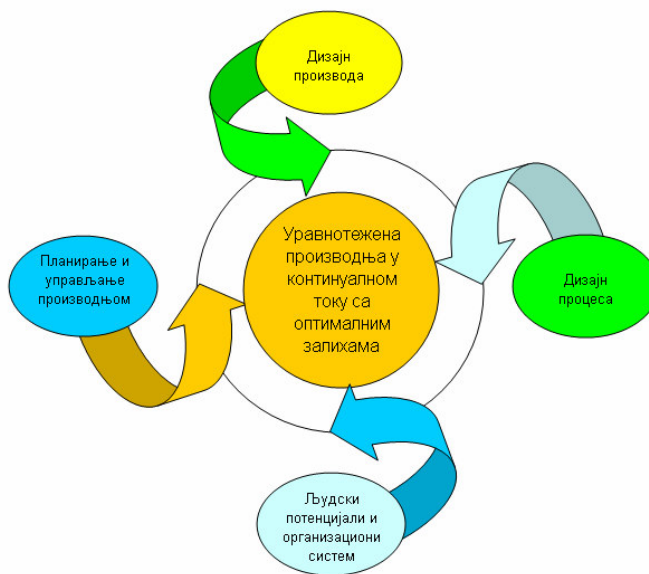 Дизајн
производа
Уравнотежена
производња у
континуалном
току са
оптималним
залихама
Планирање и
управљање
производњом
Дизајн
процеса
Људски
потенцијали и
организациони
систем